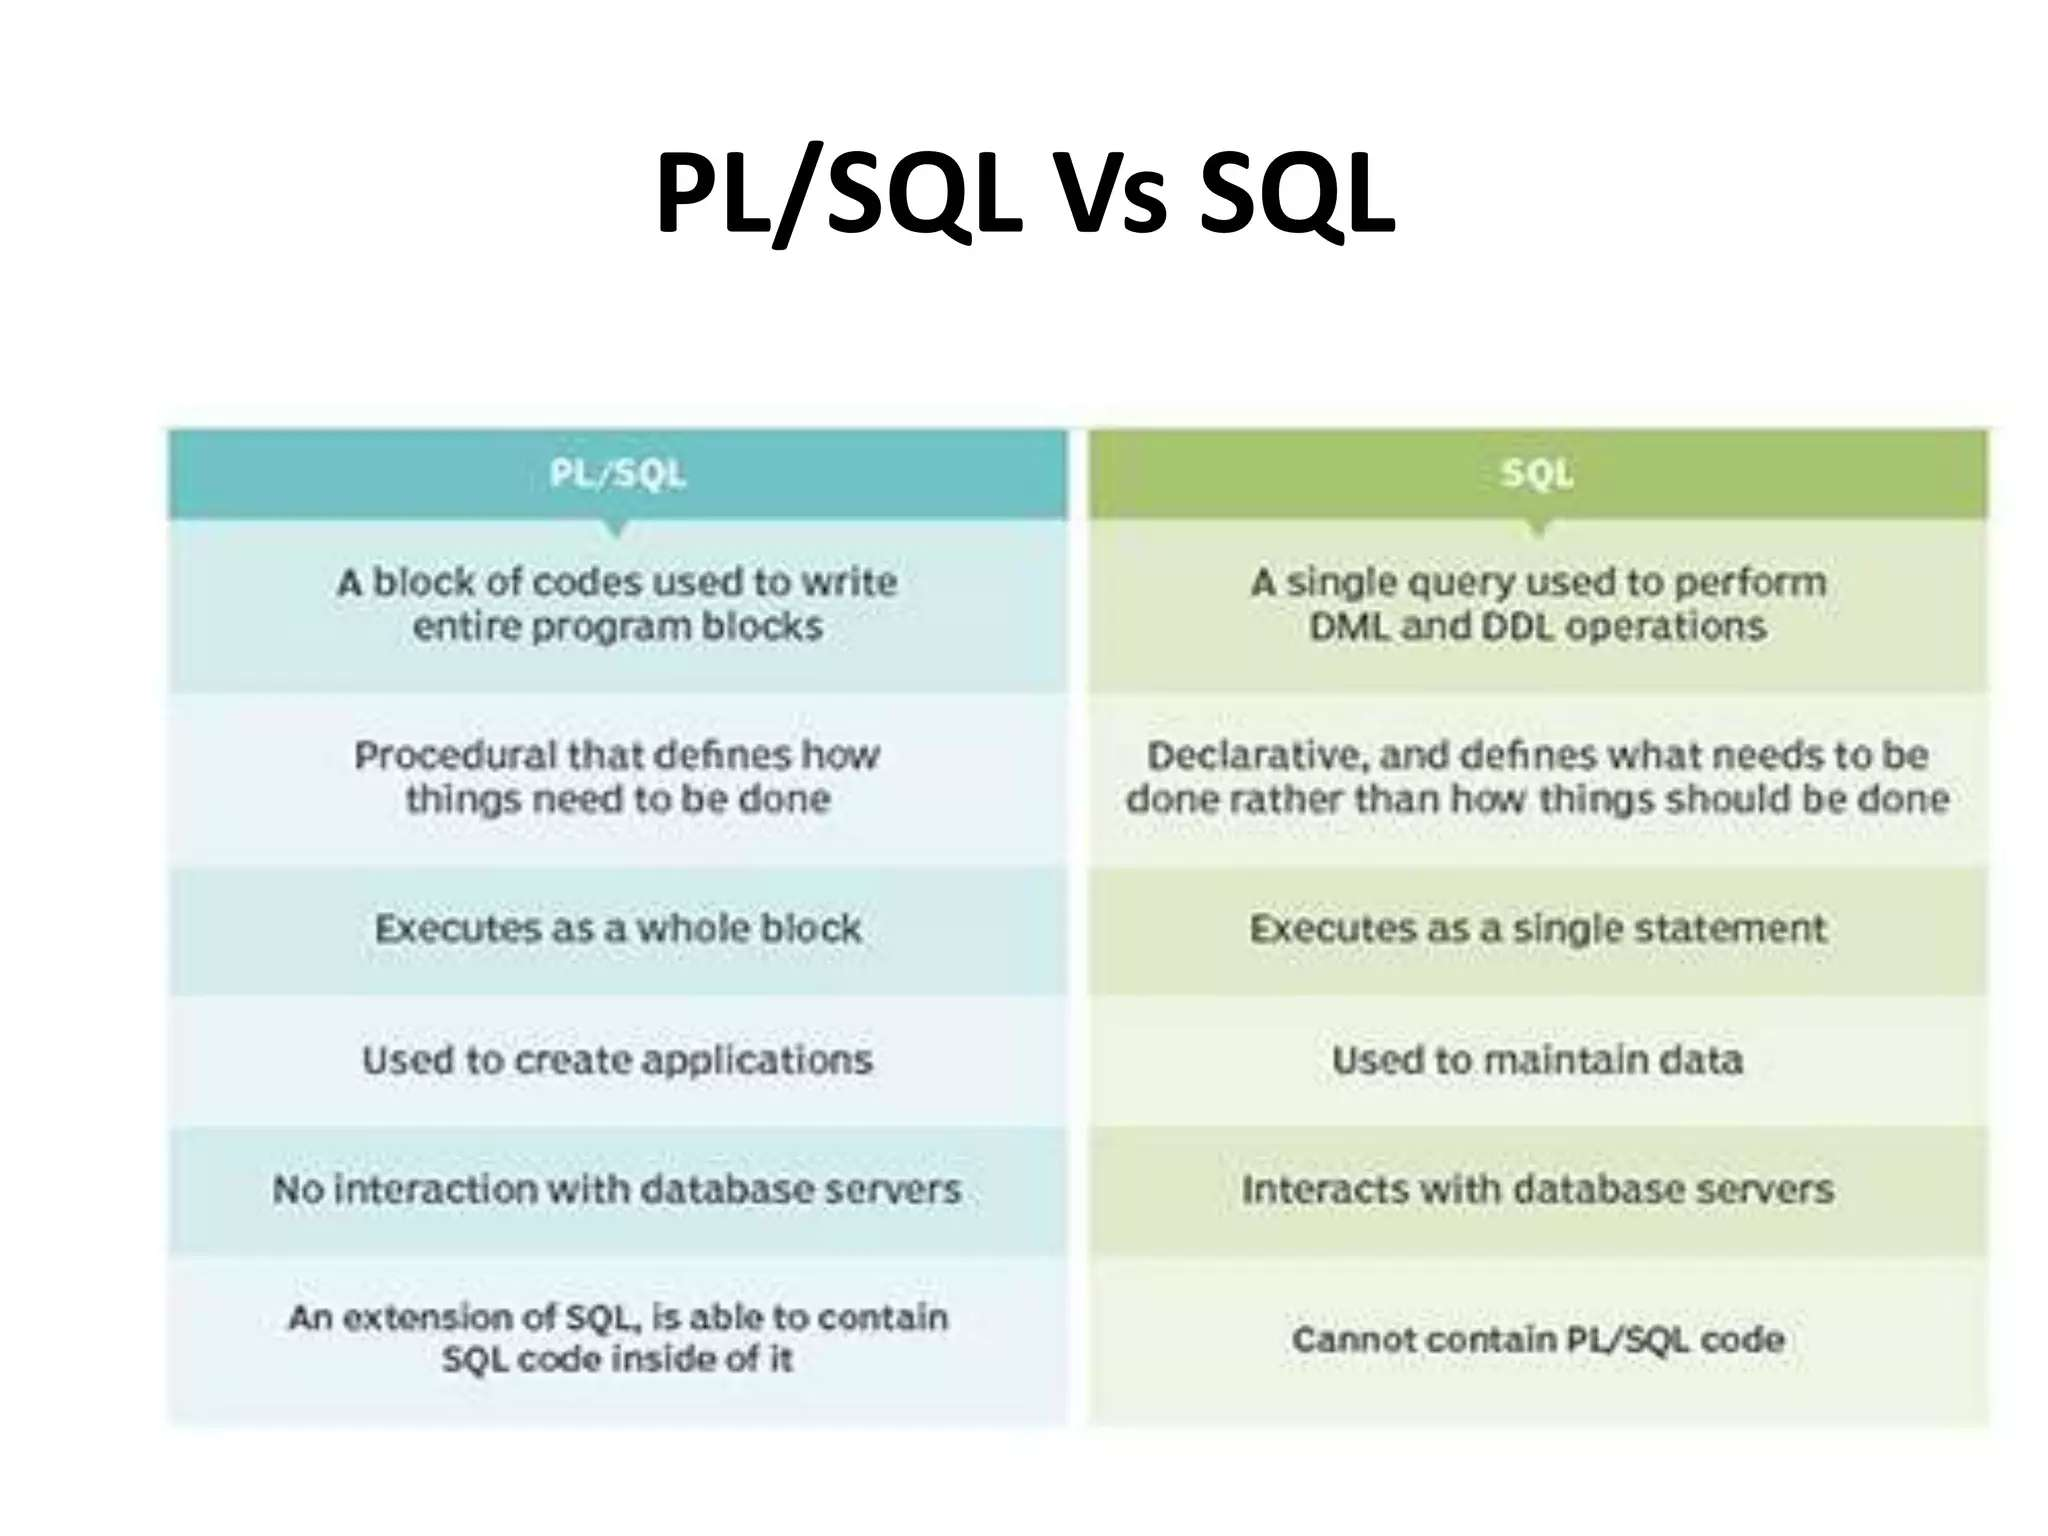 PL/SQL Vs SQL
PL/SQL
SQL
A block of codes used to write
entire program blocks
A single query used to perform
DML and DDL operations
Procedural that defines how
things need to be done
Declarative, and defines what needs to be
done rather than how things should be done
Executes as a whole block
Executes as a single statement
Used to create applications
Used to maintain data
No interaction with database servers
Interacts with database servers
An extension of SQL, is able to contain
SQL code inside of it
Cannot contain PL/SQL code